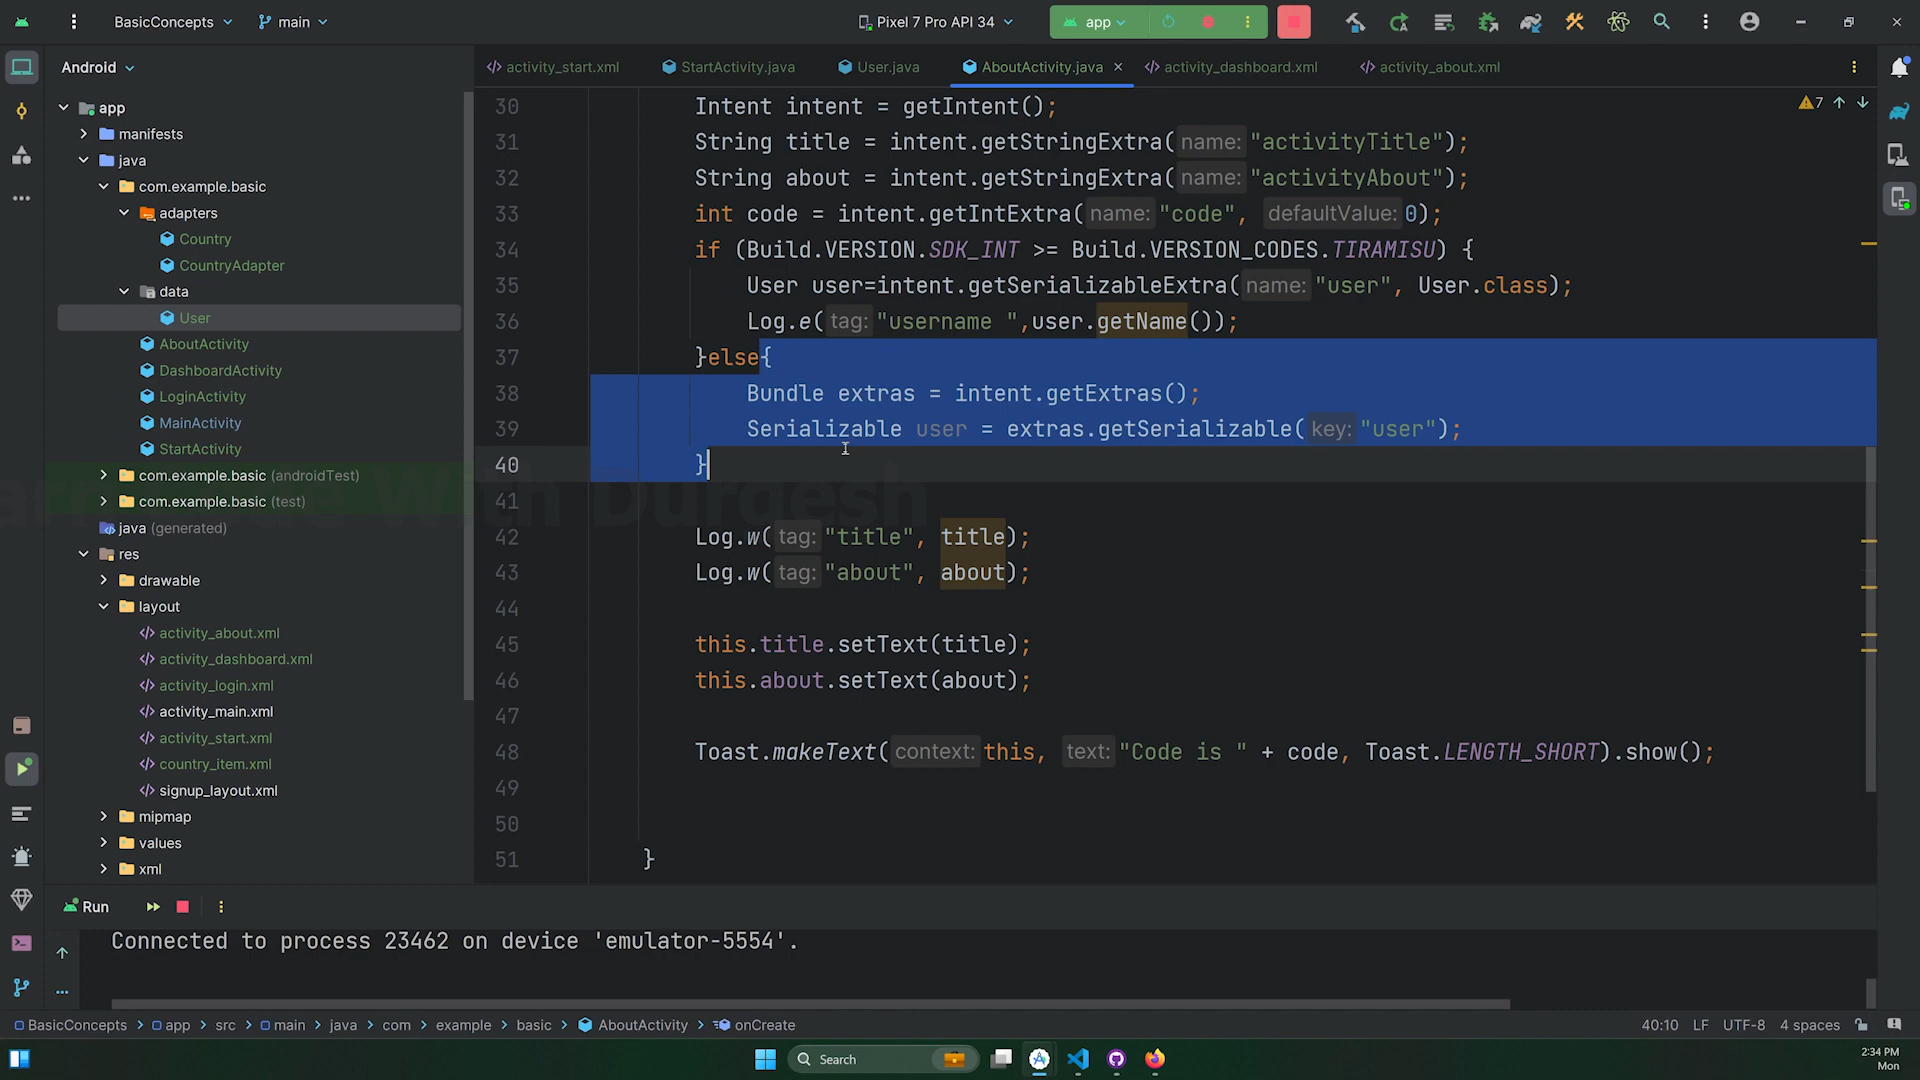 BasicConcepts
main
Pixel 7 Pro API 34
app
Android
activity_start.xml
StartActivity.java
User.java
AboutActivity.java
activity_dashboard.xml
activity_about.xml
app
manifests
java
com.example.basic
adapters
Country
CountryAdapter
data
User
AboutActivity
DashboardActivity
LoginActivity
MainActivity
StartActivity
com.example.basic (androidTest)
com.example.basic (test)
java (generated)
res
drawable
layout
activity_about.xml
activity_dashboard.xml
activity_login.xml
activity_main.xml
activity_start.xml
country_item.xml
signup_layout.xml
mipmap
values
xml
7
30 Intent intent = getIntent();
31 String title = intent.getStringExtra( name: "activityTitle");
32 String about = intent.getStringExtra( name: "activityAbout");
33 int code = intent.getIntExtra( name: "code", defaultValue: 0);
34 if (Build.VERSION.SDK_INT >= Build.VERSION_CODES.TIRAMISU) {
35 User user=intent.getSerializableExtra( name: "user", User.class);
36 Log.e( tag: "username ",user.getName());
37 }else{
38 Bundle extras = intent.getExtras();
39 Serializable user = extras.getSerializable( key: "user");
40 }
41
42 Log.w( tag: "title", title);
43 Log.w( tag: "about", about);
44
45 this.title.setText(title);
46 this.about.setText(about);
47
48 Toast.makeText( context: this, text: "Code is " + code, Toast.LENGTH_SHORT).show();
49
50
51 }
With Durgesh
Run
Connected to process 23462 on device 'emulator-5554'.
BasicConcepts > app > src > main > java > com > example > basic > AboutActivity > onCreate
40:10 LF UTF-8 4 spaces
Search
2:34 PM
Mon